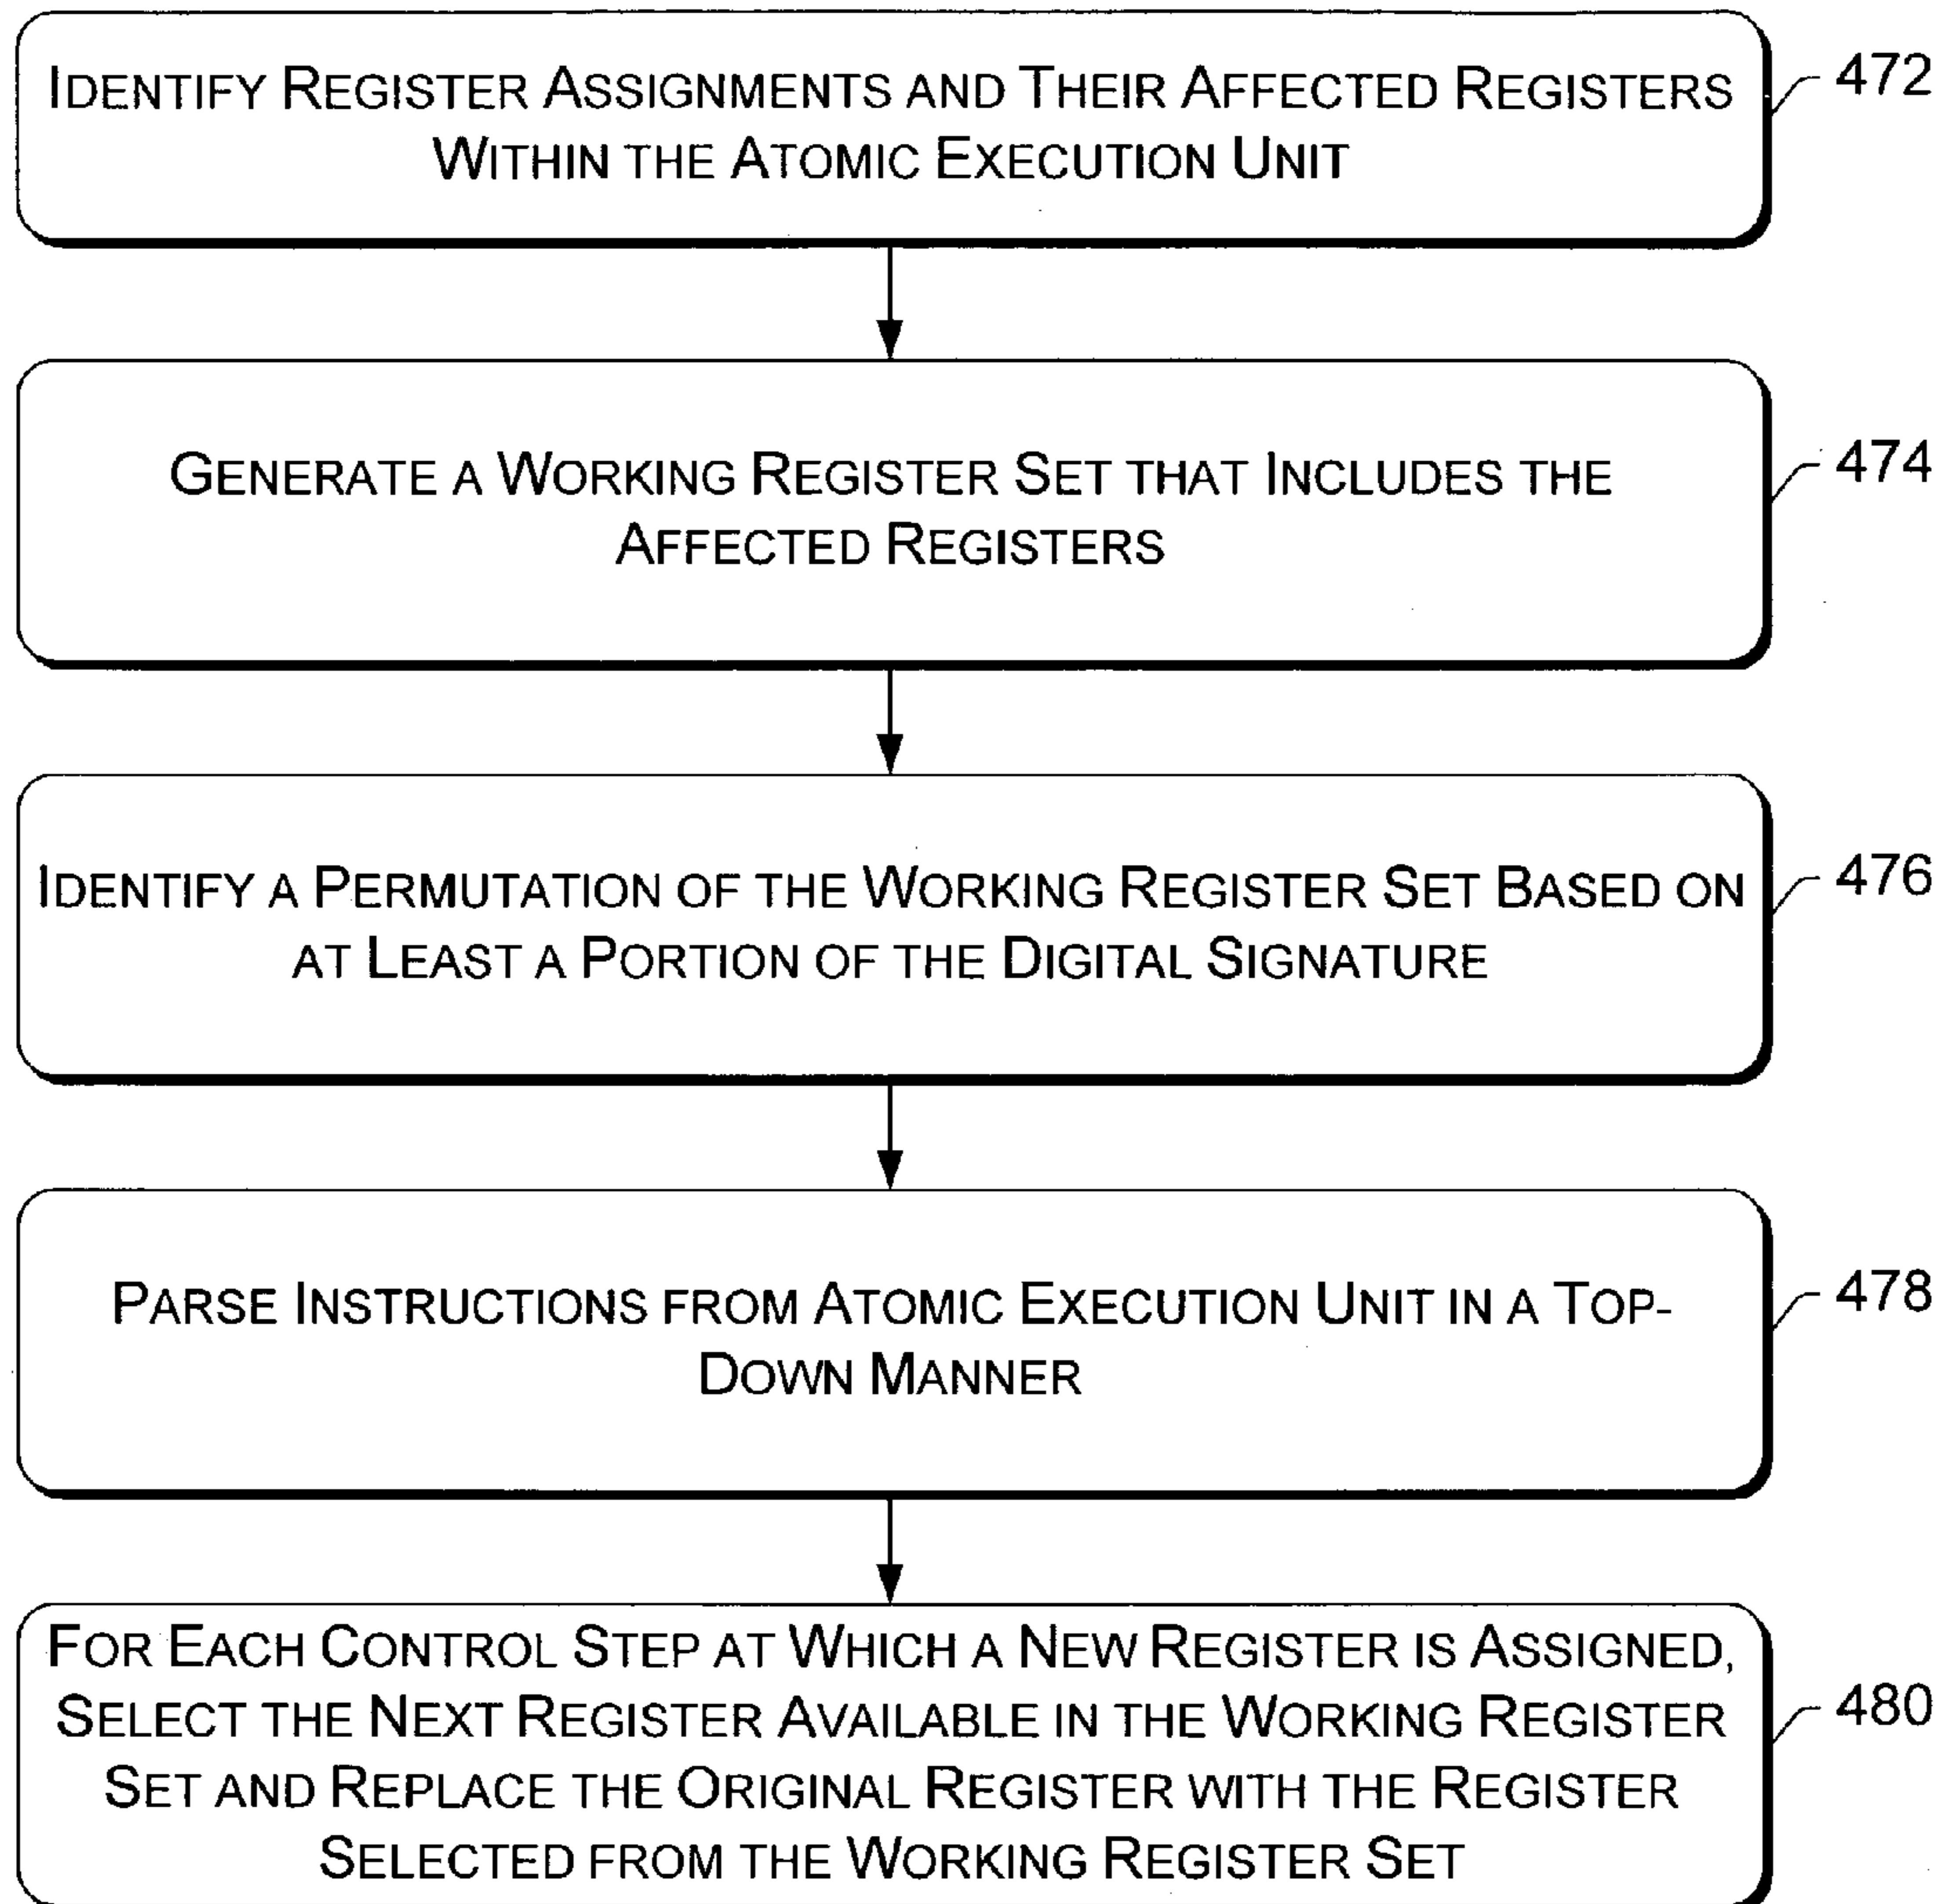 IDENTIFY REGISTER ASSIGNMENTS AND THEIR AFFECTED REGISTERS
WITHIN THE ATOMIC EXECUTION UNIT
472
GENERATE A WORKING REGISTER SET THAT INCLUDES THE
AFFECTED REGISTERS
474
IDENTIFY A PERMUTATION OF THE WORKING REGISTER SET BASED ON
AT LEAST A PORTION OF THE DIGITAL SIGNATURE
476
PARSE INSTRUCTIONS FROM ATOMIC EXECUTION UNIT IN A TOP-
DOWN MANNER
478
FOR EACH CONTROL STEP AT WHICH A NEW REGISTER IS ASSIGNED,
SELECT THE NEXT REGISTER AVAILABLE IN THE WORKING REGISTER
SET AND REPLACE THE ORIGINAL REGISTER WITH THE REGISTER
SELECTED FROM THE WORKING REGISTER SET
480